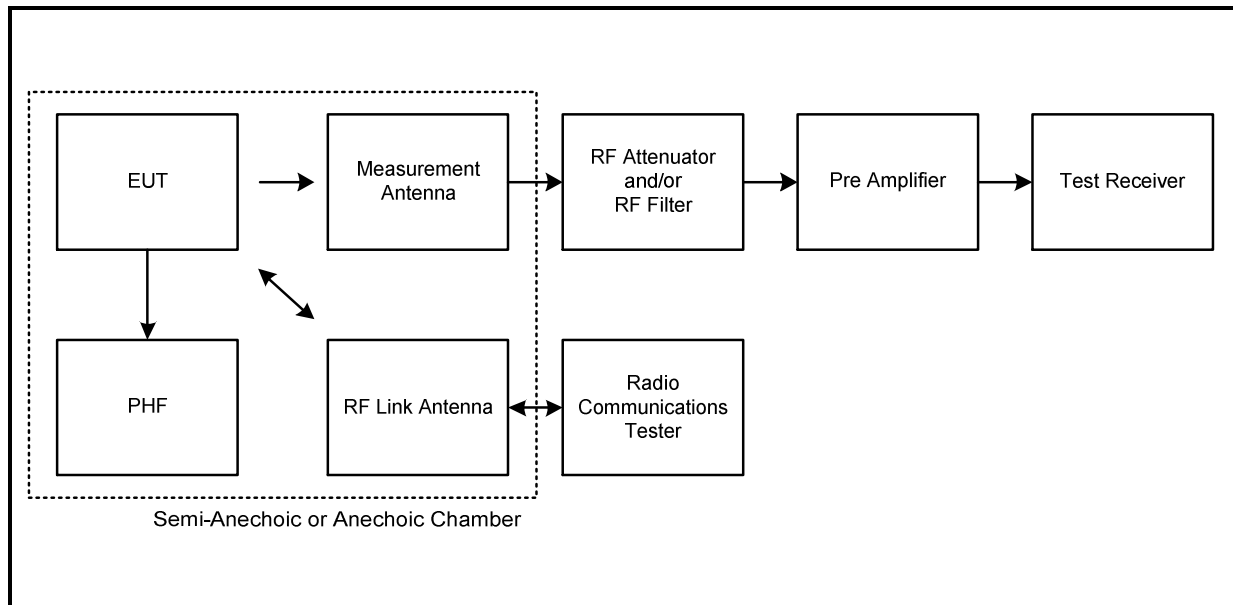 EUT
Measurement
Antenna
RF Attenuator
and/or
RF Filter
Pre Amplifier
Test Receiver
PHF
RF Link Antenna
Radio
Communications
Tester
Semi-Anechoic or Anechoic Chamber